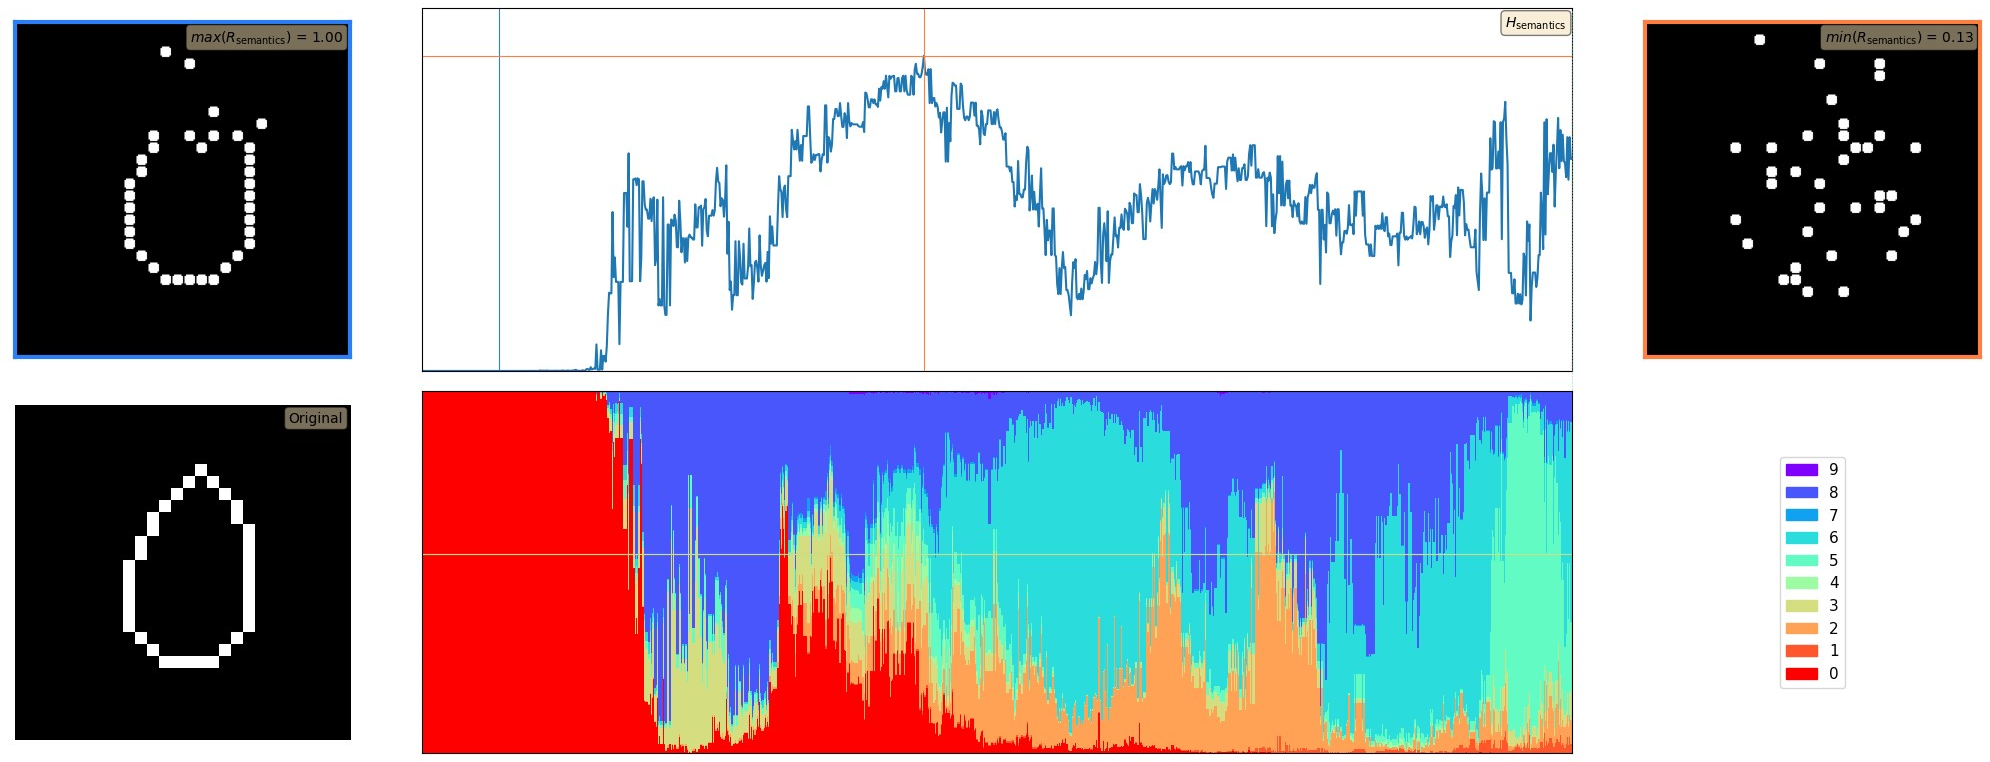 max(R_semantics) = 1.00
H_semantics
min(R_semantics) = 0.13
Original
9
8
7
6
5
4
3
2
1
0